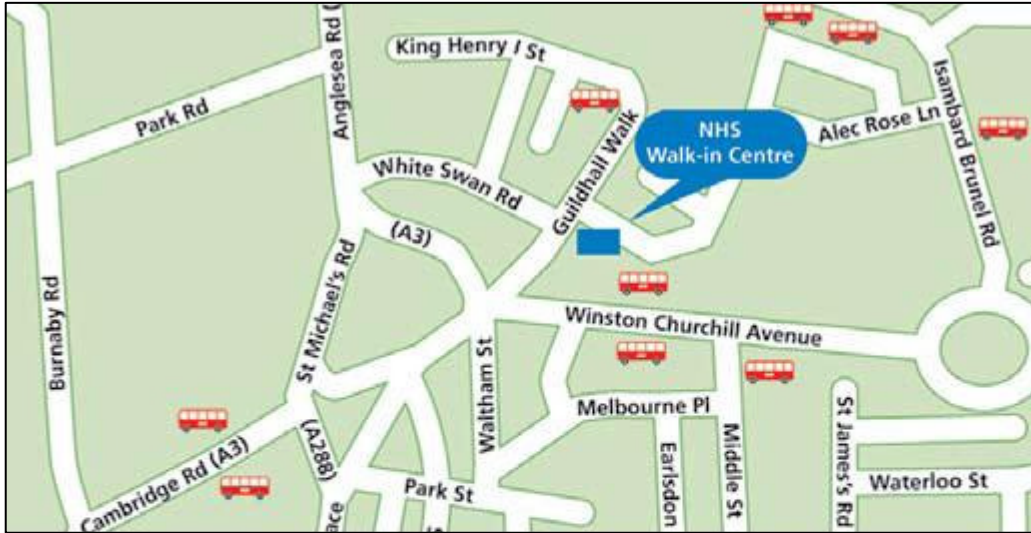 King Henry I St
Anglesea Rd (
Park Rd
Isambard Brunel Rd
Alec Rose Ln
NHS
Walk-in Centre
Guildhall Walk
White Swan Rd
(A3)
St Michael's Rd
Burnaby Rd
Winston Churchill Avenue
Waltham St
Melbourne Pl
Cambridge Rd (A3)
(A288)
Park St
Earlsdon
Middle St
St James's Rd
Waterloo St
ace